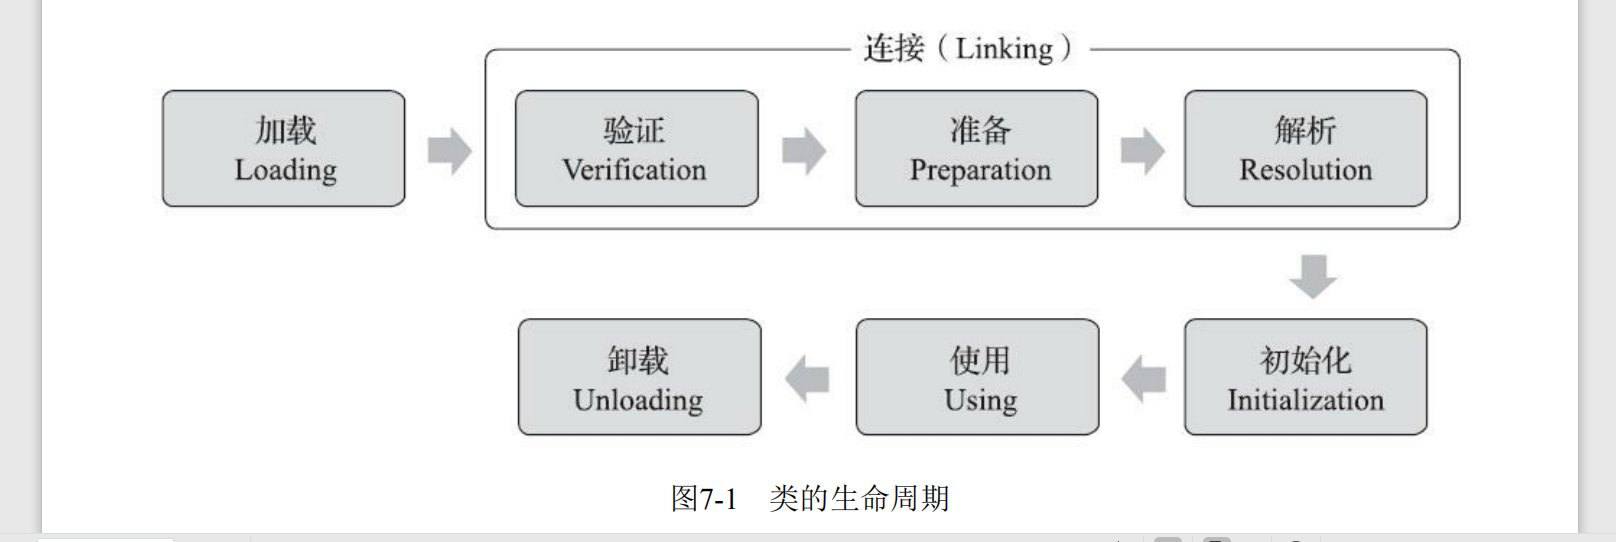 连接（Linking）
加载
Loading
验证
Verification
准备
Preparation
解析
Resolution
卸载
Unloading
使用
Using
初始化
Initialization
图7-1 类的生命周期